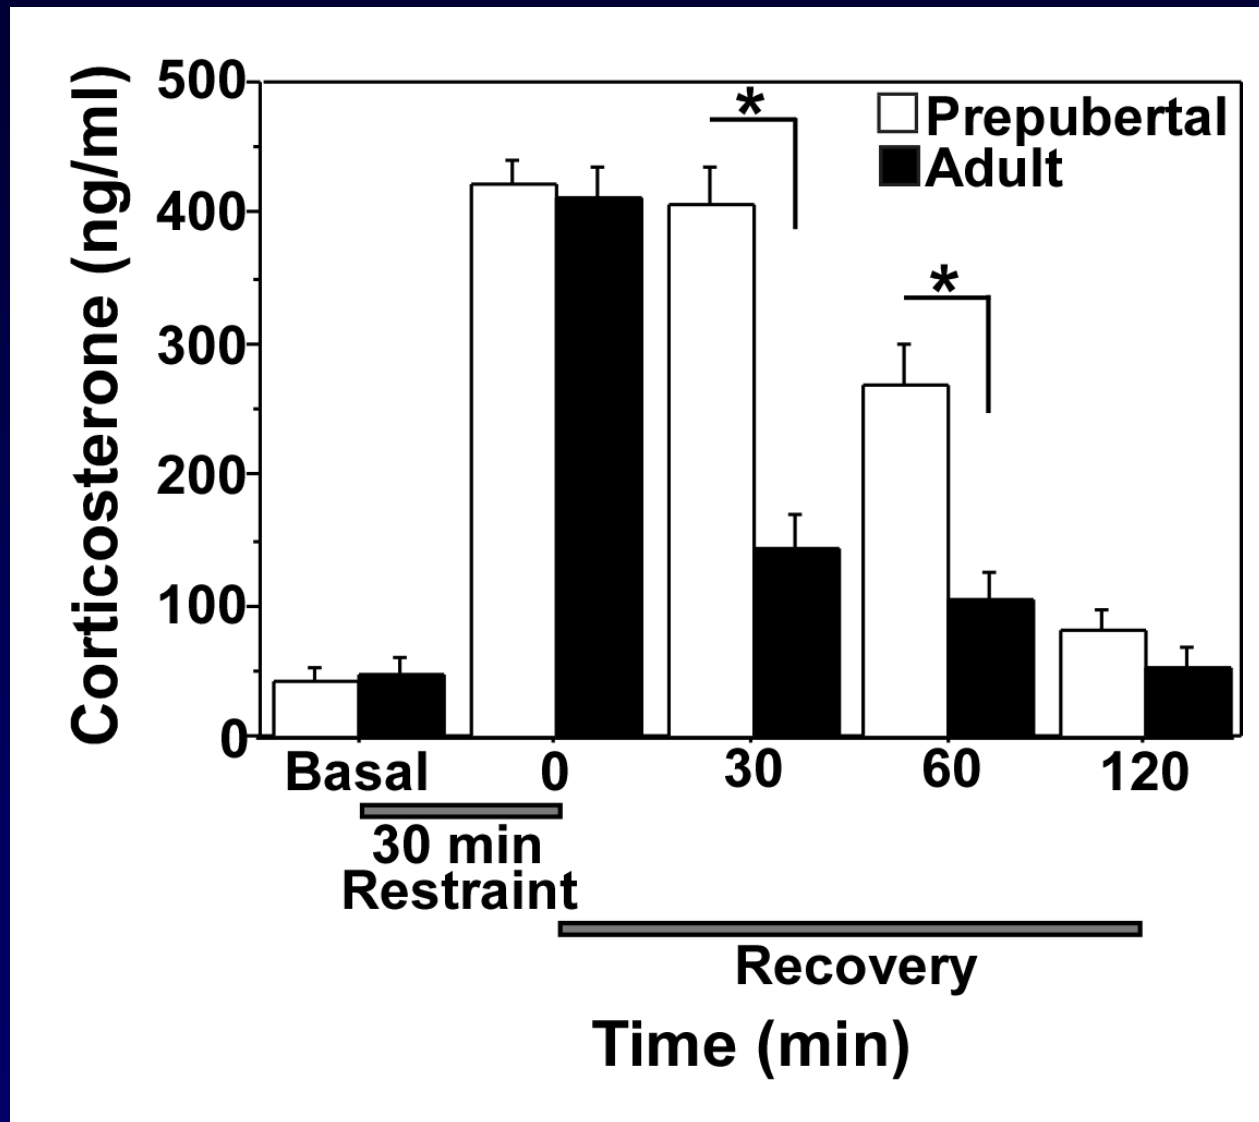 Corticosterone (ng/ml)
500
400
300
200
100
0
*
*
Prepubertal
Adult
Basal 0 30 60 120
30 min
Restraint
Recovery
Time (min)